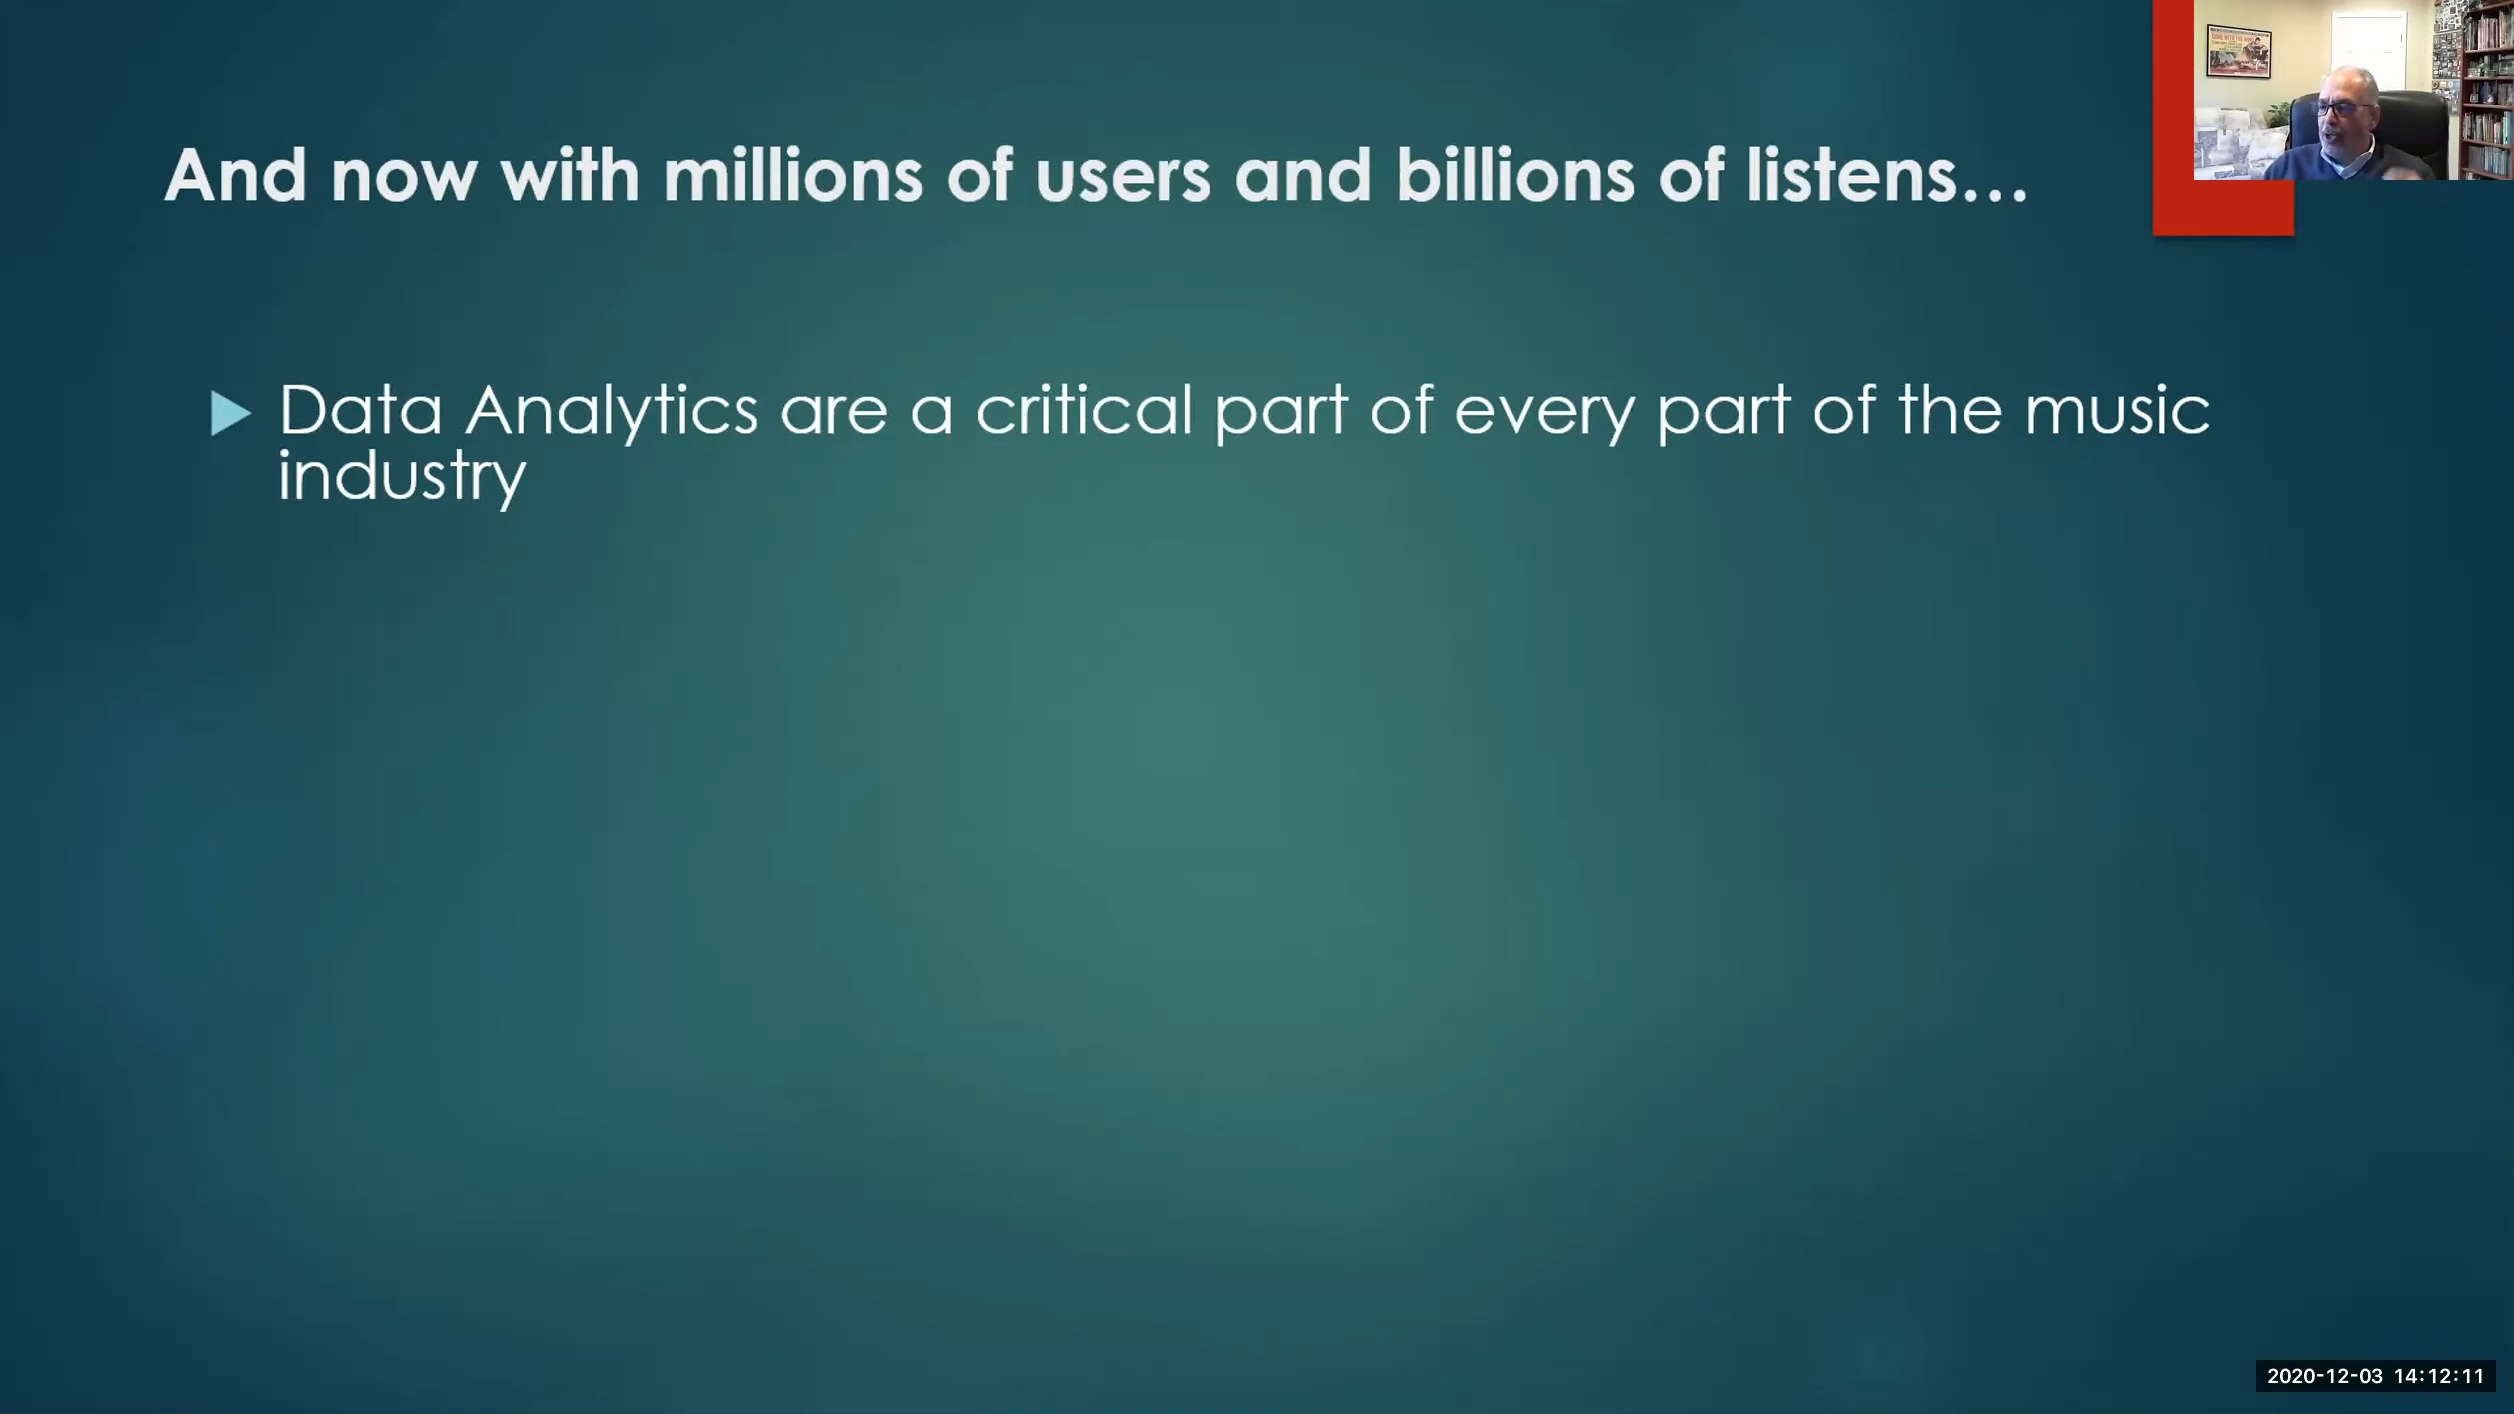 And now with millions of users and billions of listens…
Data Analytics are a critical part of every part of the music
industry
2020-12-03 14:12:11